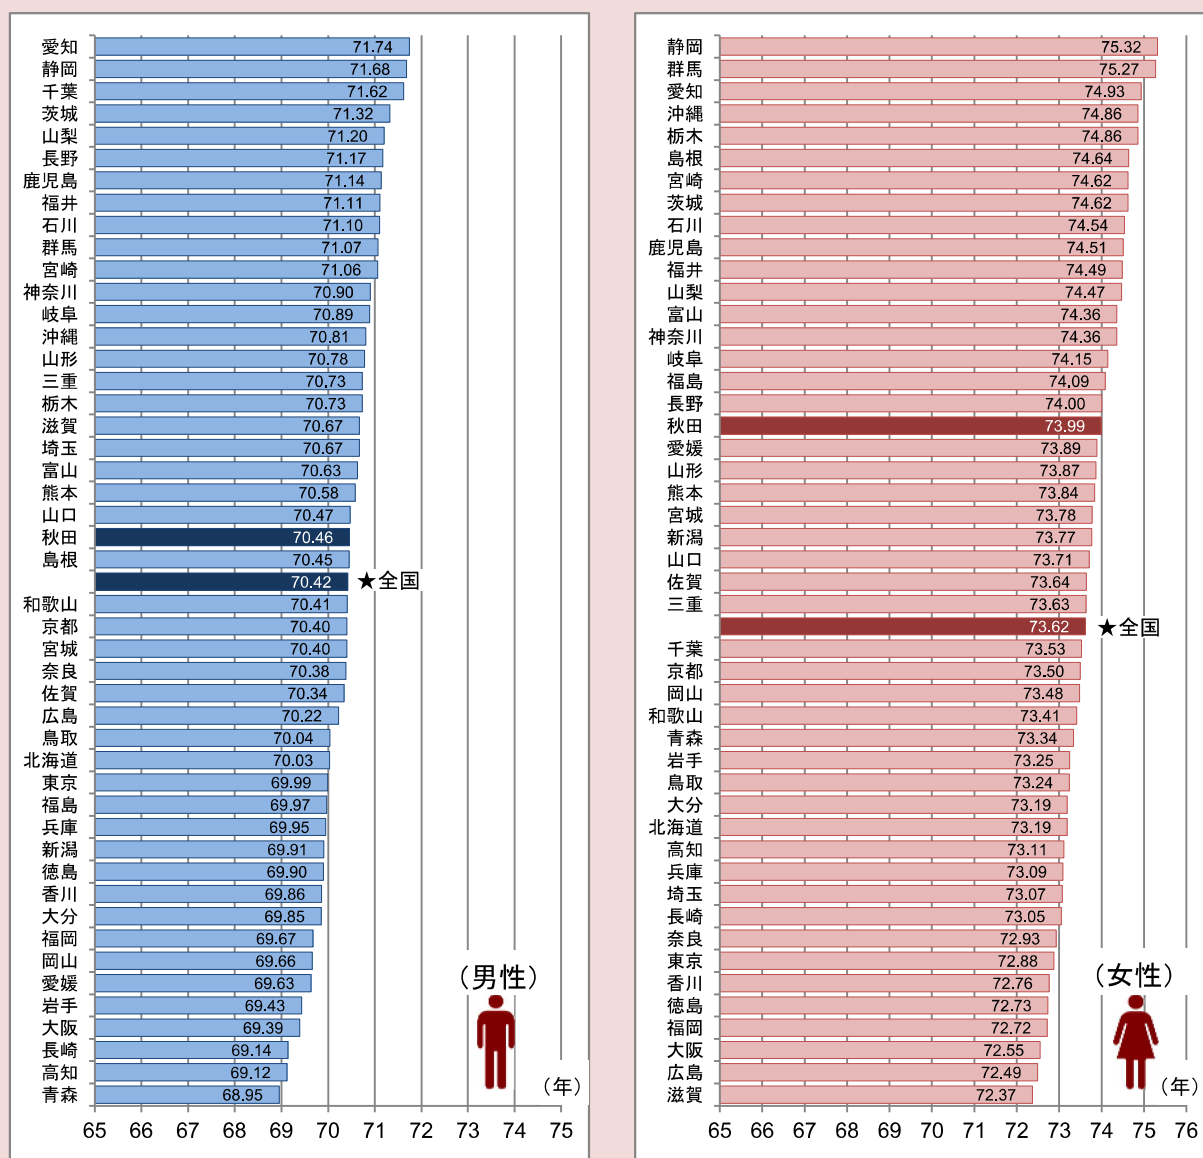 愛知 71.74
静岡 71.68
千葉 71.62
茨城 71.32
山梨 71.20
長野 71.17
鹿児島 71.14
福井 71.11
石川 71.10
群馬 71.07
宮崎 71.06
神奈川 70.90
岐阜 70.89
沖縄 70.81
山形 70.78
三重 70.73
栃木 70.73
滋賀 70.67
埼玉 70.67
富山 70.63
熊本 70.58
山口 70.47
秋田 70.46
島根 70.45
70.42 ★全国
和歌山 70.41
京都 70.40
宮城 70.40
奈良 70.38
佐賀 70.34
広島 70.22
鳥取 70.04
北海道 70.03
東京 69.99
福島 69.97
兵庫 69.95
新潟 69.91
徳島 69.90
香川 69.86
大分 69.85
福岡 69.67
岡山 69.66
愛媛 69.63
岩手 69.43
大阪 69.39
長崎 69.14
高知 69.12
青森 68.95
（男性）
（年）
65 66 67 68 69 70 71 72 73 74 75
静岡 75.32
群馬 75.27
愛知 74.93
沖縄 74.86
栃木 74.86
島根 74.64
宮崎 74.62
茨城 74.62
石川 74.54
鹿児島 74.51
福井 74.49
山梨 74.47
富山 74.36
神奈川 74.36
岐阜 74.15
福島 74.09
長野 74.00
秋田 73.99
愛媛 73.89
山形 73.87
熊本 73.84
宮城 73.78
新潟 73.77
山口 73.71
佐賀 73.64
三重 73.63
73.62 ★全国
千葉 73.53
京都 73.50
岡山 73.48
和歌山 73.41
青森 73.34
岩手 73.25
鳥取 73.24
大分 73.19
北海道 73.19
高知 73.11
兵庫 73.09
埼玉 73.07
長崎 73.05
奈良 72.93
東京 72.88
香川 72.76
徳島 72.73
福岡 72.72
大阪 72.55
広島 72.49
滋賀 72.37
（女性）
（年）
65 66 67 68 69 70 71 72 73 74 75 76